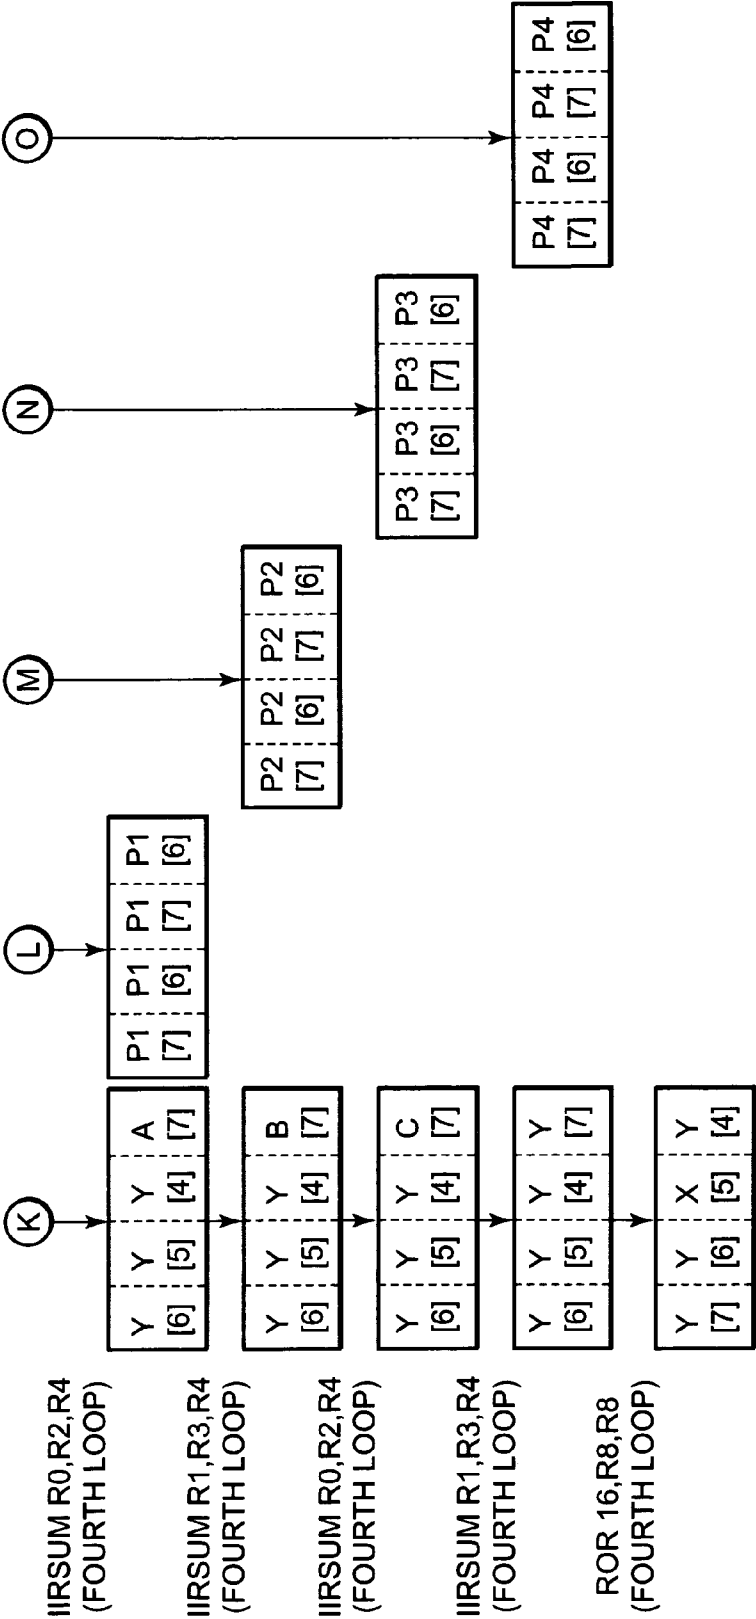 K L M N O
IIRSUM R0,R2,R4
(FOURTH LOOP)
Y Y Y A
[6] [5] [4] [7]
P1 P1 P1 P1
[7] [6] [7] [6]
IIRSUM R1,R3,R4
(FOURTH LOOP)
Y Y Y B
[6] [5] [4] [7]
P2 P2 P2 P2
[7] [6] [7] [6]
IIRSUM R0,R2,R4
(FOURTH LOOP)
Y Y Y C
[6] [5] [4] [7]
P3 P3 P3 P3
[7] [6] [7] [6]
IIRSUM R1,R3,R4
(FOURTH LOOP)
Y Y Y Y
[6] [5] [4] [7]
P4 P4 P4 P4
[7] [6] [7] [6]
ROR 16,R8,R8
(FOURTH LOOP)
Y Y X Y
[7] [6] [5] [4]